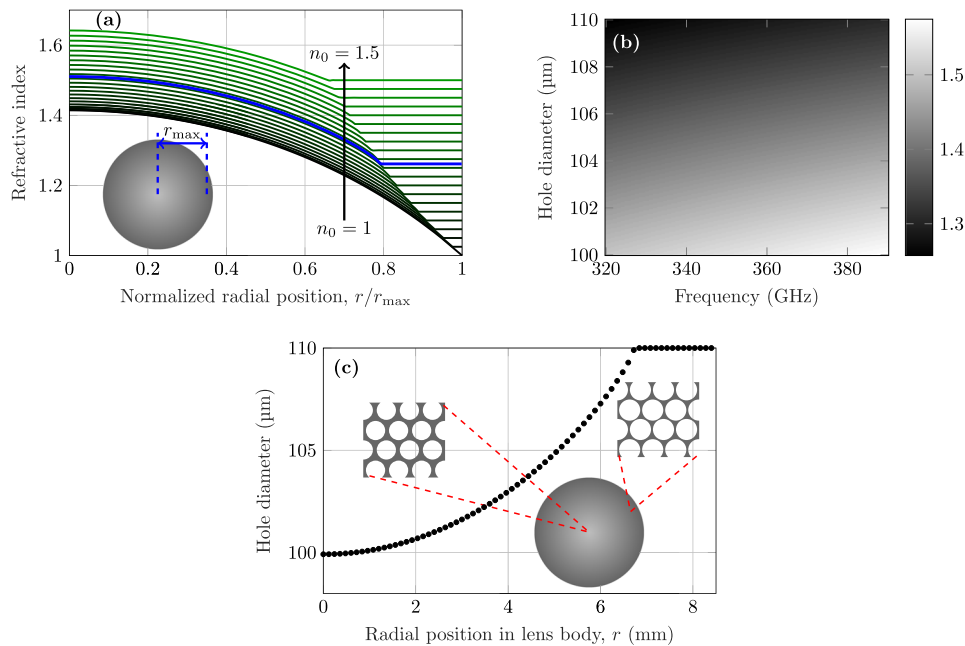 (a)
1.6
1.4
1.2
1
Refractive index
n₀ = 1.5
r_max
n₀ = 1
0 0.2 0.4 0.6 0.8 1
Normalized radial position, r/r_max
(b)
110
108
106
104
102
100
Hole diameter (µm)
320 340 360 380
Frequency (GHz)
1.5
1.4
1.3
(c)
110
105
100
Hole diameter (µm)
0 2 4 6 8
Radial position in lens body, r (mm)